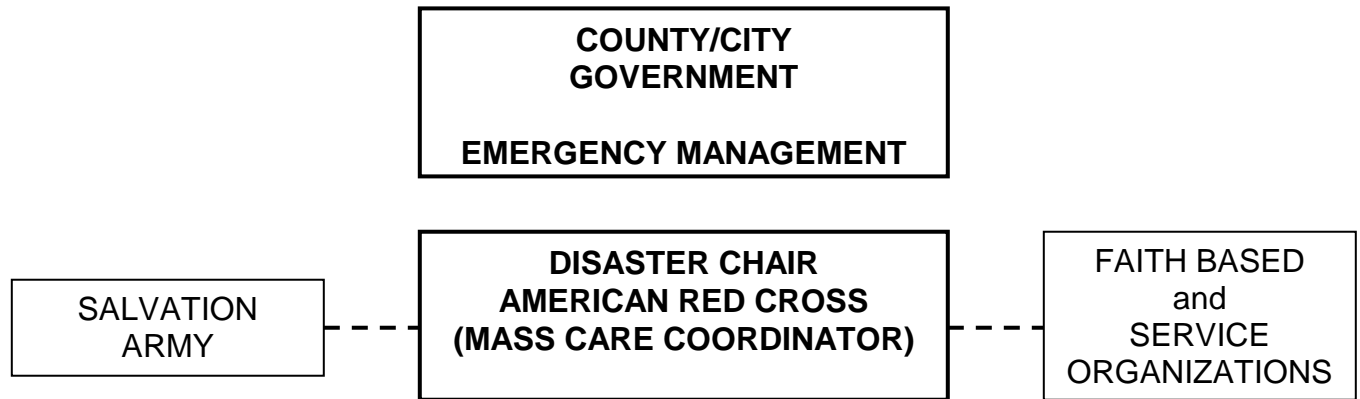 COUNTY/CITY
GOVERNMENT
EMERGENCY MANAGEMENT
SALVATION
ARMY
DISASTER CHAIR
AMERICAN RED CROSS
(MASS CARE COORDINATOR)
FAITH BASED
and
SERVICE
ORGANIZATIONS